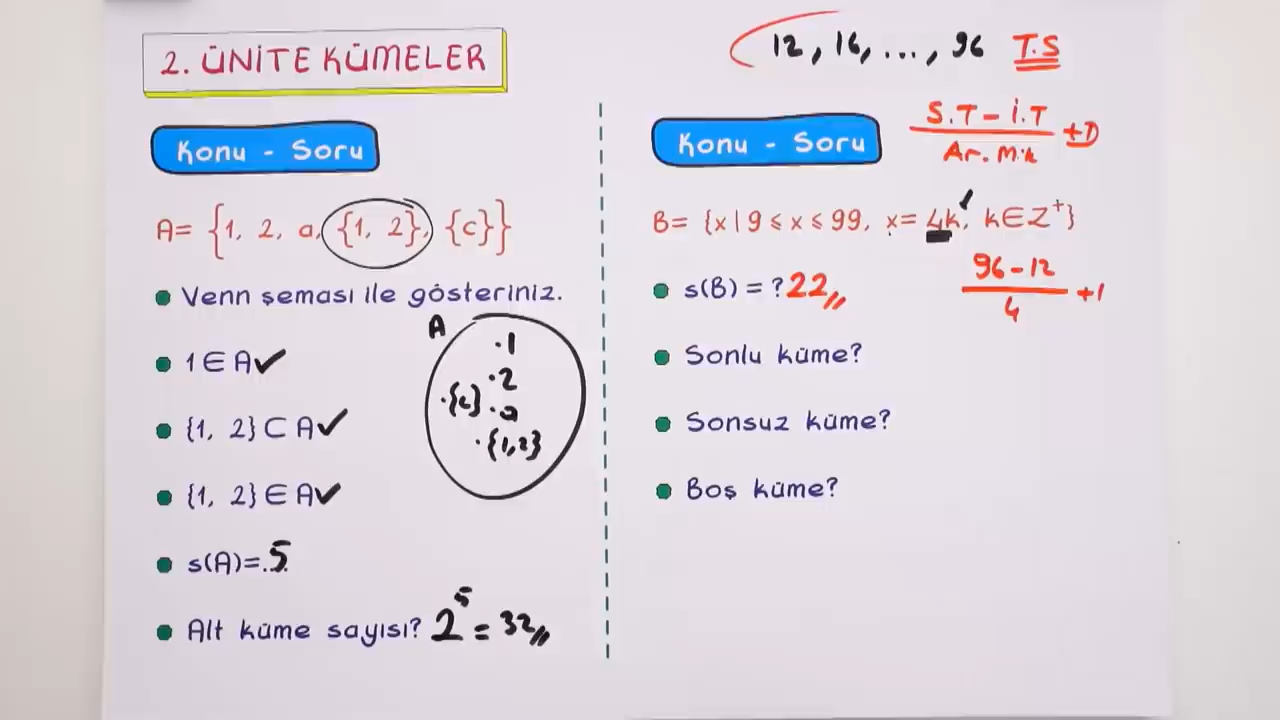 2. ÜNİTE KÜMELER
Konu - Soru
A= {1, 2, a, {1, 2}, {c}}
Venn şeması ile gösteriniz.
1 ∈ A ✓
{1, 2} ⊂ A ✓
{1, 2} ∈ A ✓
s(A)=..5..
Alt küme sayısı? 2⁵ = 32
A
.1
.2
.{c} .a
.{1,2}
12, 16, ..., 96 T.S
Konu - Soru
S.T - İ.T
Ar. Mik
+1
B= {x | 9 ≤ x ≤ 99, x= 4k, k∈Z⁺}
s(B) = ? 22
96 - 12
4
+1
Sonlu küme?
Sonsuz küme?
Boş küme?